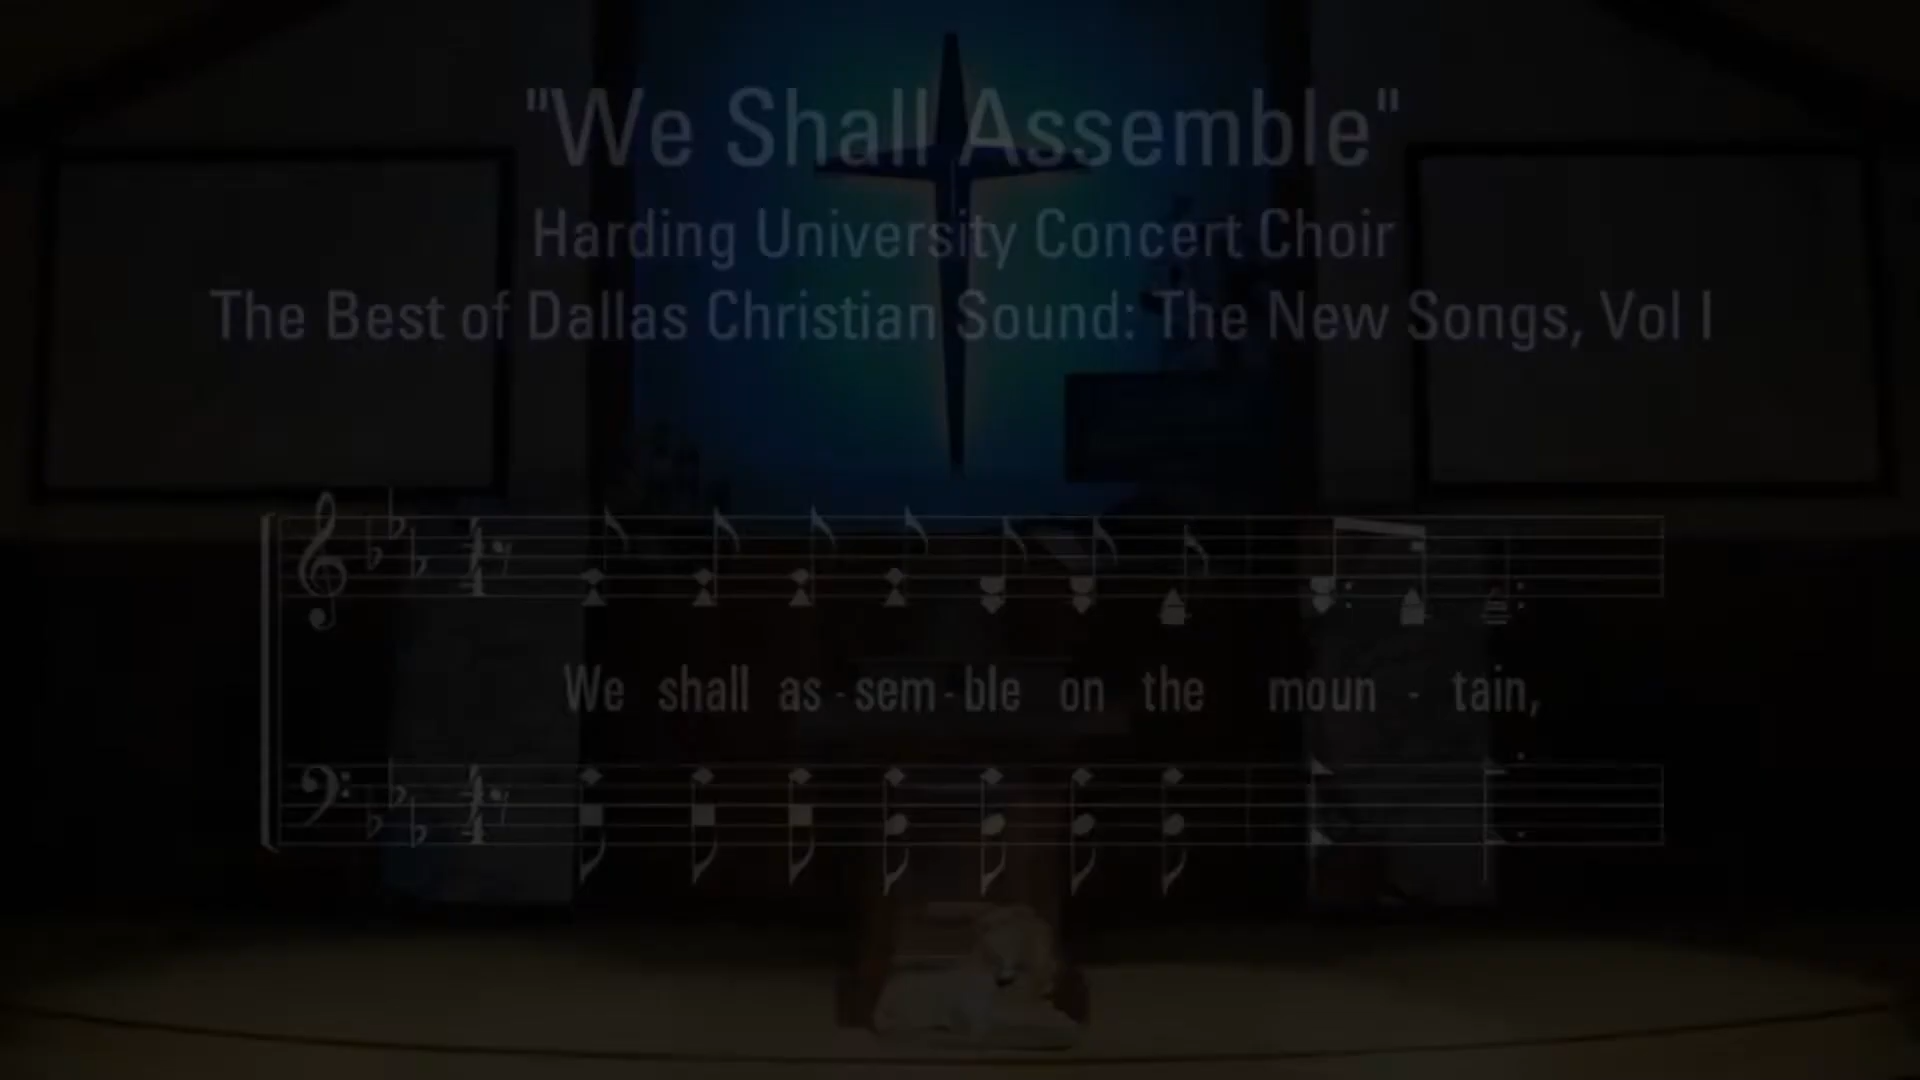 "We Shall Assemble"
Harding University Concert Choir
The Best of Dallas Christian Sound: The New Songs, Vol I
We shall as - sem - ble on the moun - tain,